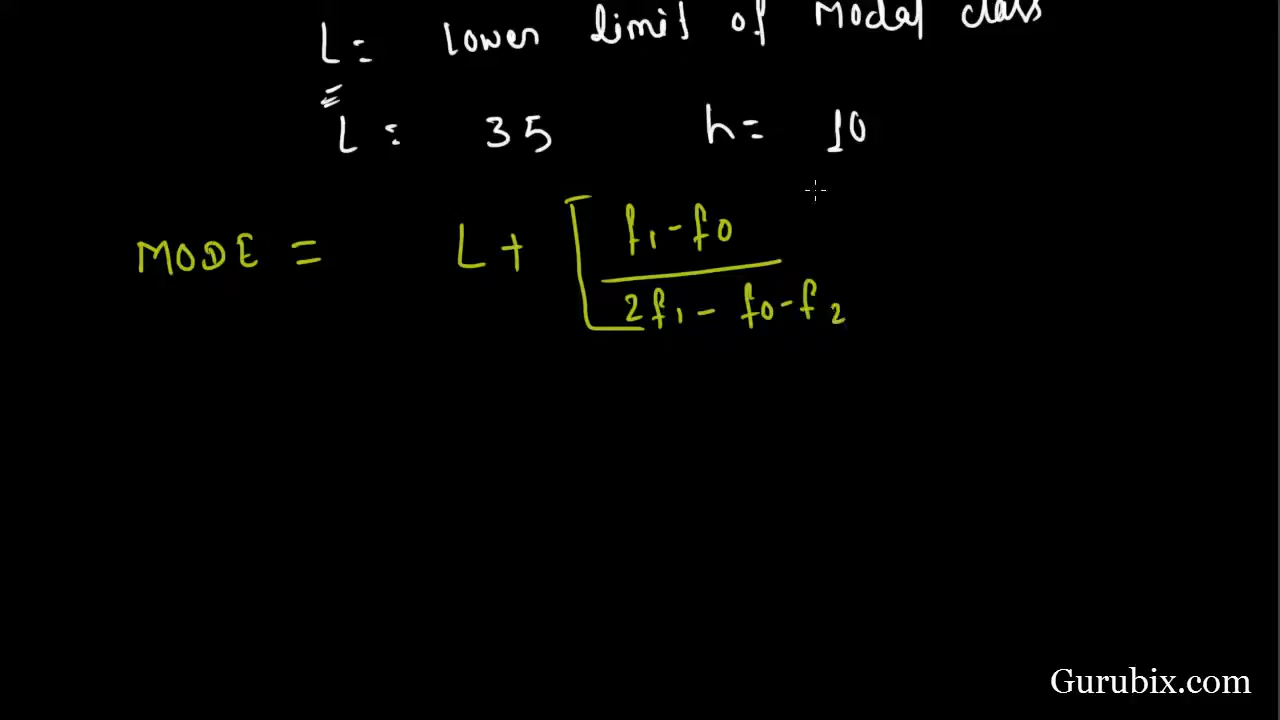 L= lower limit of Modal class
L= 35 h= 10
MODE = L+ [ f1-f0
2f1 - f0-f2
Gurubix.com